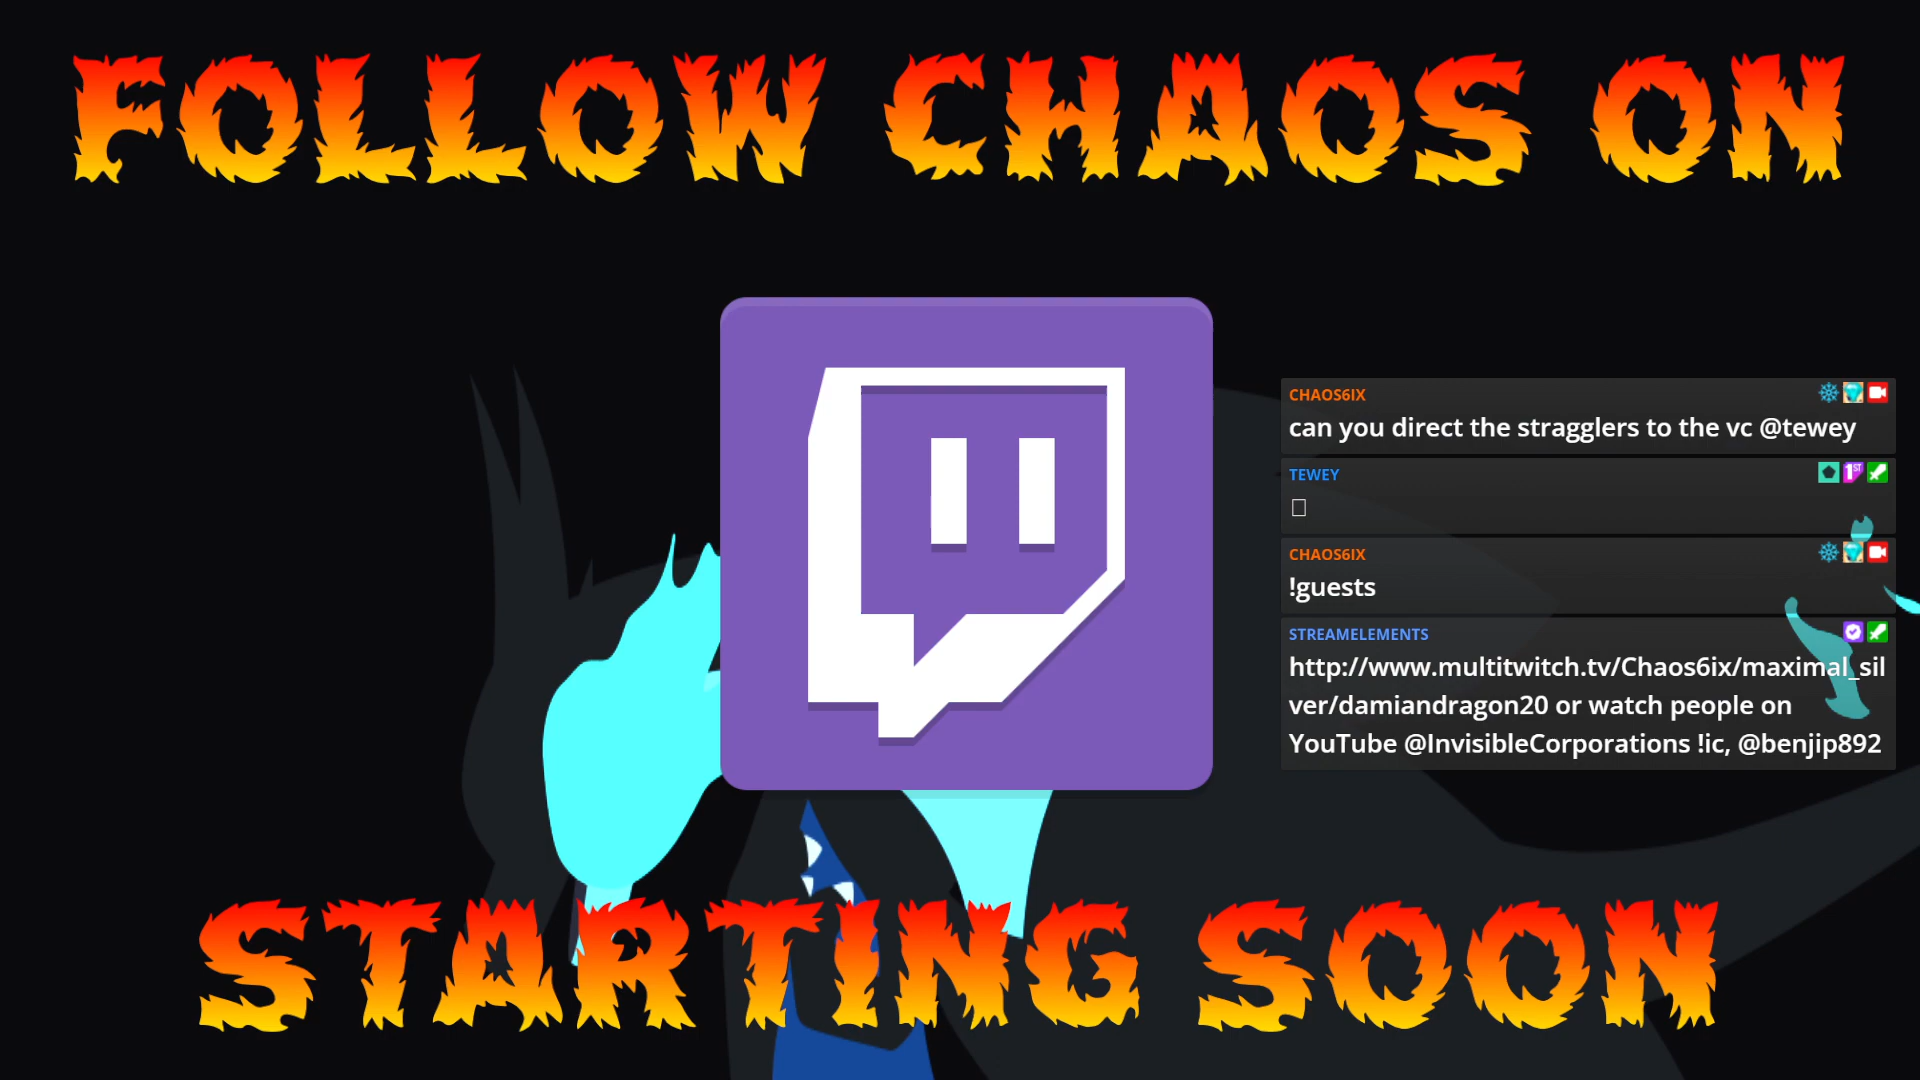 FOLLOW CHAOS ON
CHAOS6IX
can you direct the stragglers to the vc @tewey
TEWEY
1ST
CHAOS6IX
!guests
STREAMELEMENTS
http://www.multitwitch.tv/Chaos6ix/maximal_sil
ver/damiandragon20 or watch people on
YouTube @InvisibleCorporations !ic, @benjip892
STARTING SOON